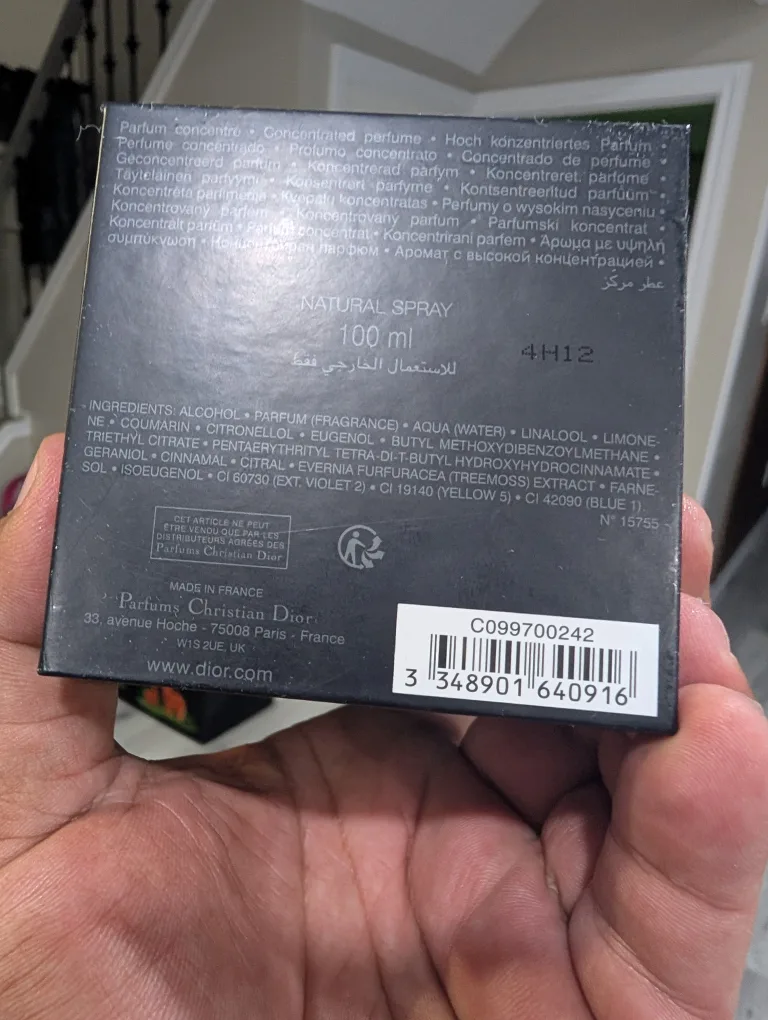 Parfum concentré • Concentrated perfume • Hoch konzentriertes Parfum •
Perfume concentrado • Profumo concentrato • Concentrado de perfume •
Geconcentreerd parfum • Koncentrerad parfym • Koncentreret parfume •
Täyteläinen parfyymi • Konsentrert parfyme • Kontsentreeritud parfüüm •
Koncentrēta parfimērija • Kvepalų koncentratas • Perfumy o wysokim nasyceniu •
Koncentrovaný parfém • Koncentrovaný parfum • Parfumski koncentrat •
Koncentralt parfüm • Parfum concentrat • Koncentrirani parfem • Άρωμα με υψηλή
συμπύκνωση • Концентриран парфюм • Аромат с высокой концентрацией •
عطر مركّز
NATURAL SPRAY
100 ml
للاستعمال الخارجي فقط
4H12
INGREDIENTS: ALCOHOL • PARFUM (FRAGRANCE) • AQUA (WATER) • LINALOOL • LIMONE-
NE • COUMARIN • CITRONELLOL • EUGENOL • BUTYL METHOXYDIBENZOYLMETHANE •
TRIETHYL CITRATE • PENTAERYTHRITYL TETRA-DI-T-BUTYL HYDROXYHYDROCINNAMATE •
GERANIOL • CINNAMAL • CITRAL • EVERNIA FURFURACEA (TREEMOSS) EXTRACT • FARNE-
SOL • ISOEUGENOL • CI 60730 (EXT. VIOLET 2) • CI 19140 (YELLOW 5) • CI 42090 (BLUE 1)
N° 15755
CET ARTICLE NE PEUT
ÊTRE VENDU QUE PAR LES
DISTRIBUTEURS AGRÉÉS DES
Parfums Christian Dior
MADE IN FRANCE
Parfums Christian Dior
33, avenue Hoche - 75008 Paris - France
W1S 2UE, UK
www.dior.com
C099700242
3 348901 640916